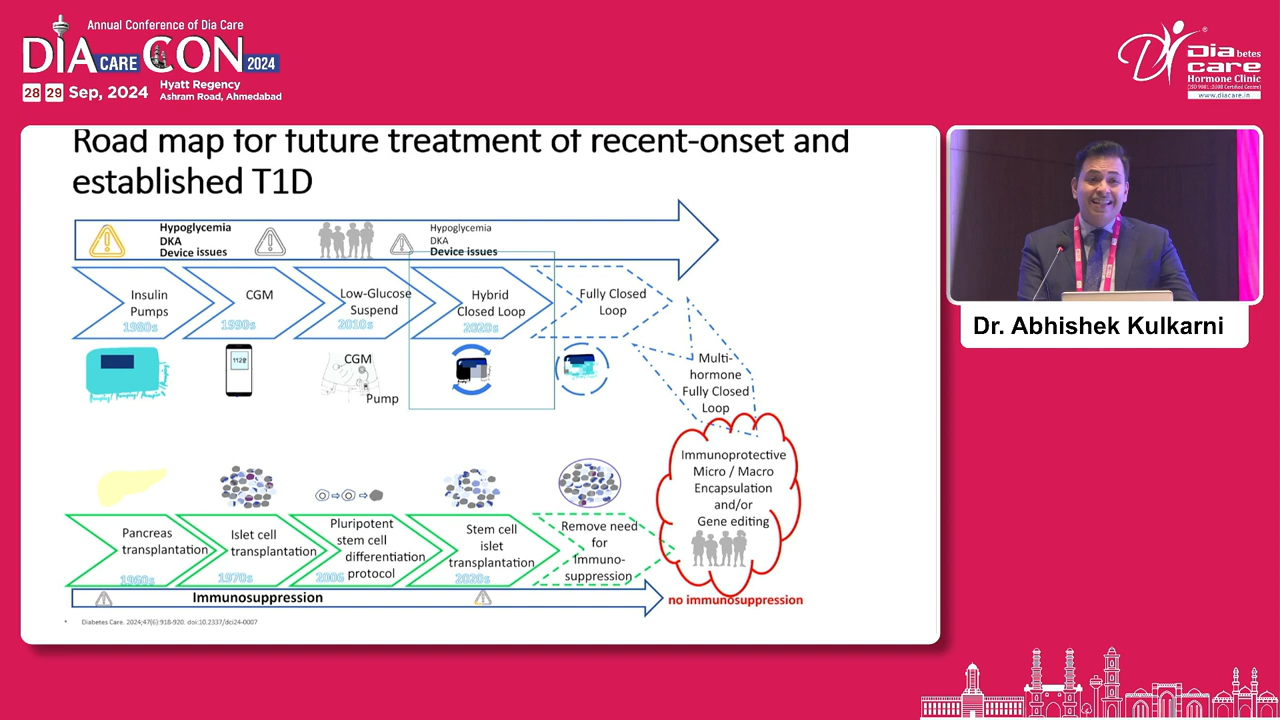 Annual Conference of Dia Care
DIA CARE CON 2024
28 29 Sep, 2024
Hyatt Regency
Ashram Road, Ahmedabad
Diabetes
care
Hormone Clinic
(ISO 9001:2008 Certified Centre)
www.diacare.in
Road map for future treatment of recent-onset and
established T1D
Hypoglycemia
DKA
Device issues
Hypoglycemia
DKA
Device issues
Insulin
Pumps
1980s
CGM
1990s
Low-Glucose
Suspend
2010s
Hybrid
Closed Loop
2020s
Fully Closed
Loop
Multi-
hormone
Fully Closed
Loop
CGM
Pump
Immunoprotective
Micro / Macro
Encapsulation
and/or
Gene editing
Pancreas
transplantation
1960s
Islet cell
transplantation
1970s
Pluripotent
stem cell
differentiation
protocol
2006
Stem cell
islet
transplantation
2020s
Remove need
for
Immuno-
suppression
Immunosuppression
no immunosuppression
• Diabetes Care. 2024;47(6):918-920. doi:10.2337/dci24-0007
Dr. Abhishek Kulkarni